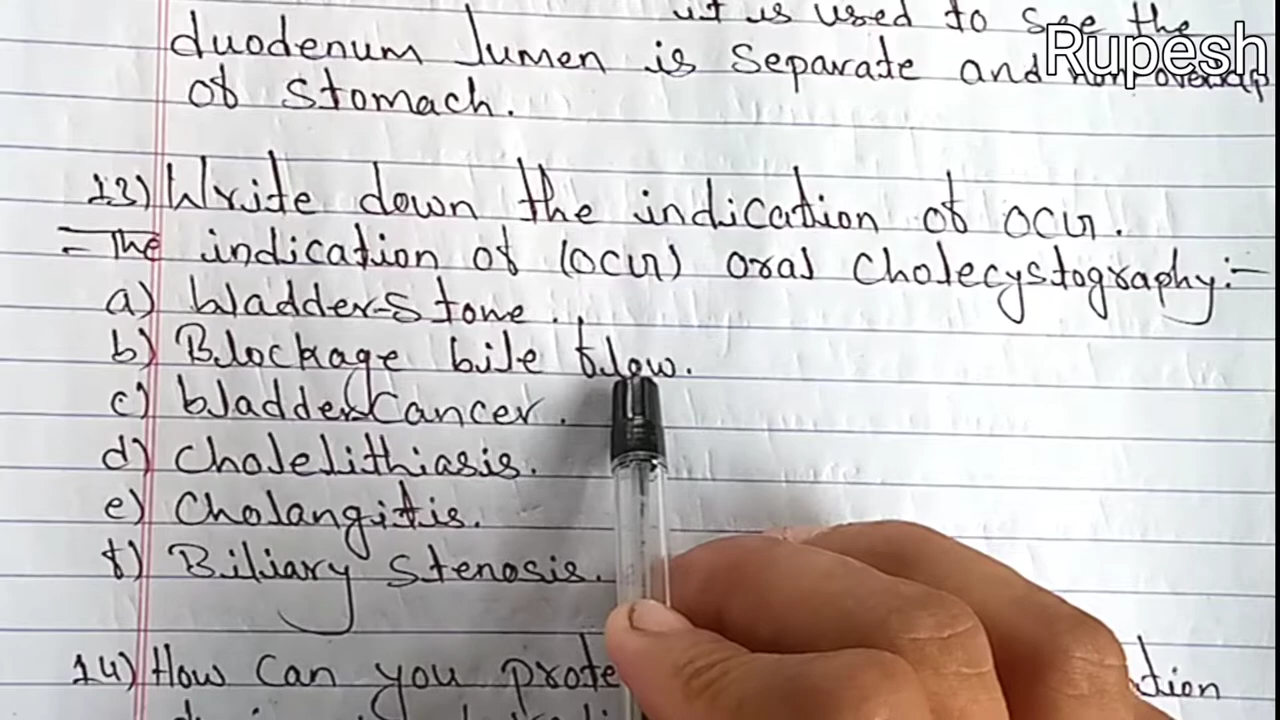 it is used to see the
Rupesh
duodenum lumen is separate and non overlap
of stomach.
13) Write down the indication of OCG.
= The indication of (OCG) oral cholecystography:-
a) bladder-stone.
b) Blockage bile flow.
c) bladder cancer.
d) Cholelithiasis.
e) Cholangitis.
f) Biliary stenosis.
14) How can you